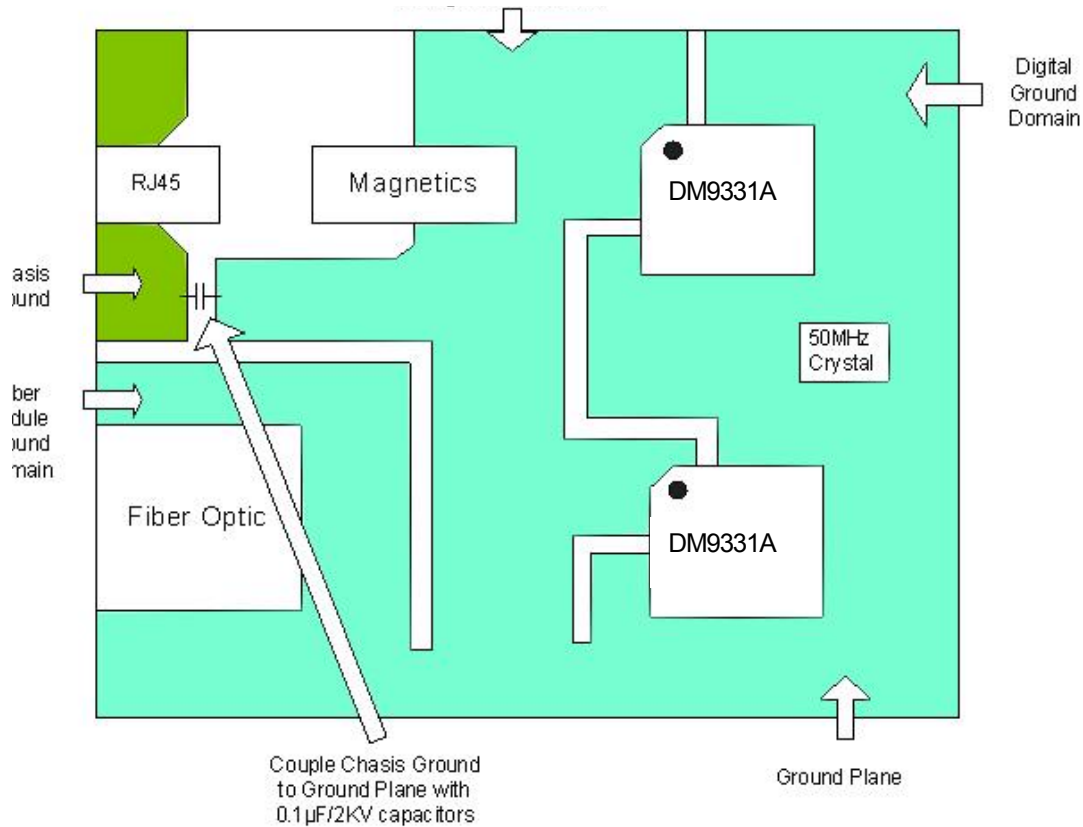 Digital
Ground
Domain
RJ45
Magnetics
DM9331A
50MHz
Crystal
Fiber Optic
DM9331A
Couple Chasis Ground
to Ground Plane with
0.1µF/2KV capacitors
Ground Plane